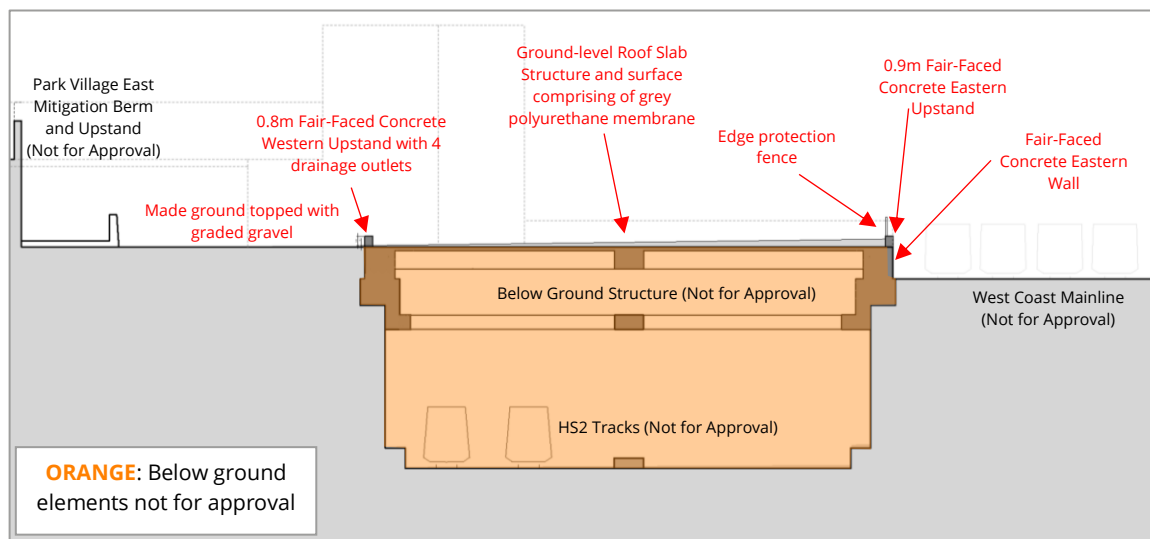 Park Village East
Mitigation Berm
and Upstand
(Not for Approval)
0.8m Fair-Faced Concrete
Western Upstand with 4
drainage outlets
Made ground topped with
graded gravel
Ground-level Roof Slab
Structure and surface
comprising of grey
polyurethane membrane
Edge protection
fence
0.9m Fair-Faced
Concrete Eastern
Upstand
Fair-Faced
Concrete Eastern
Wall
Below Ground Structure (Not for Approval)
West Coast Mainline
(Not for Approval)
HS2 Tracks (Not for Approval)
ORANGE: Below ground
elements not for approval